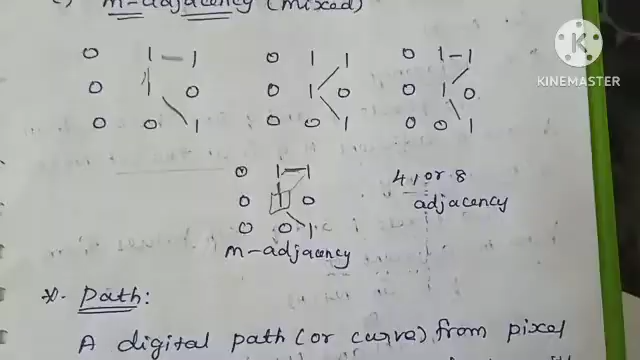 c) m-adjacency (mixed)
0 1 1 0 1 1 0 1 1
0 1 0 0 1 0 0 1 0
0 0 1 0 0 1 0 0 1
0 1 1
0 1 0
0 0 1
m-adjacency
4, or 8
adjacency
Path:
A digital path (or curve) from pixel
K
KINEMASTER